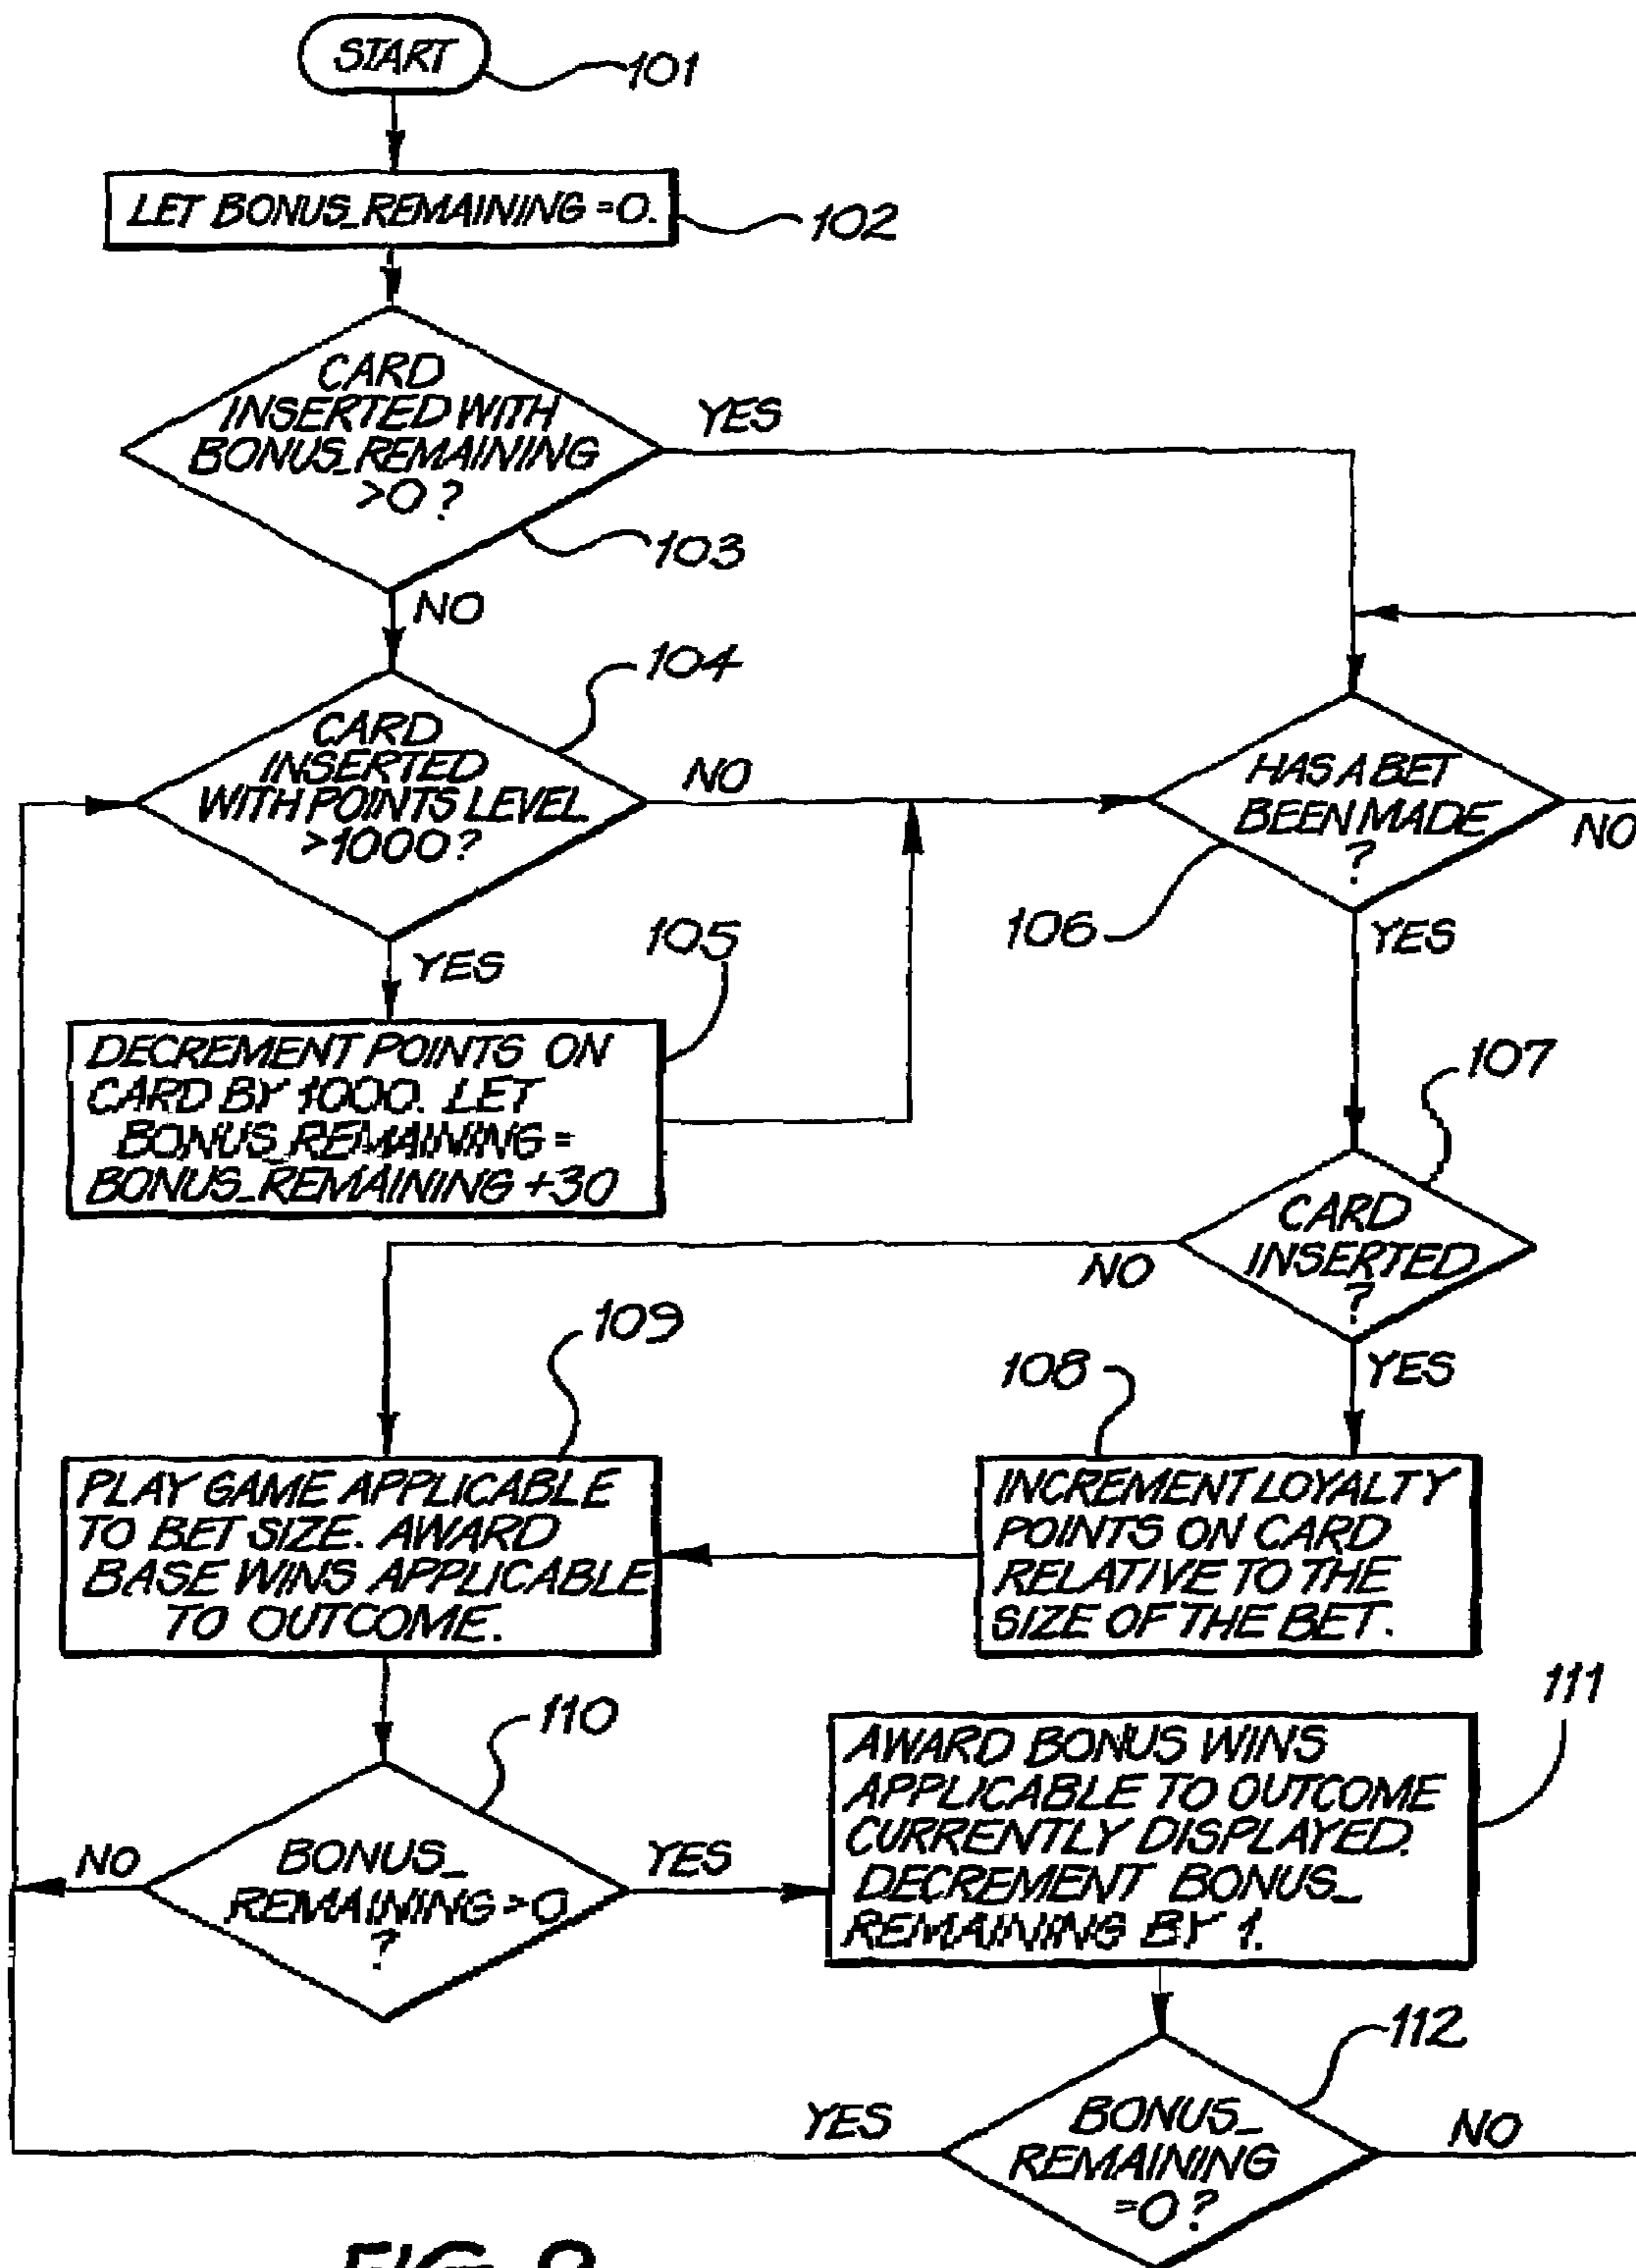 START
101
LET BONUS_REMAINING =0.
102
CARD
INSERTED WITH
BONUS_REMAINING
>0 ?
YES
103
NO
104
CARD
INSERTED
WITH POINTS LEVEL
>1000?
NO
HAS A BET
BEEN MADE
?
NO
106
YES
YES
105
DECREMENT POINTS ON
CARD BY 1000. LET
BONUS_REMAINING =
BONUS_REMAINING +30
107
CARD
INSERTED
?
NO
YES
109
108
PLAY GAME APPLICABLE
TO BET SIZE. AWARD
BASE WINS APPLICABLE
TO OUTCOME.
INCREMENT LOYALTY
POINTS ON CARD
RELATIVE TO THE
SIZE OF THE BET.
110
111
BONUS_
REMAINING >0
?
NO
YES
AWARD BONUS WINS
APPLICABLE TO OUTCOME
CURRENTLY DISPLAYED.
DECREMENT BONUS_
REMAINING BY 1.
112
BONUS_
REMAINING
=0?
YES
NO